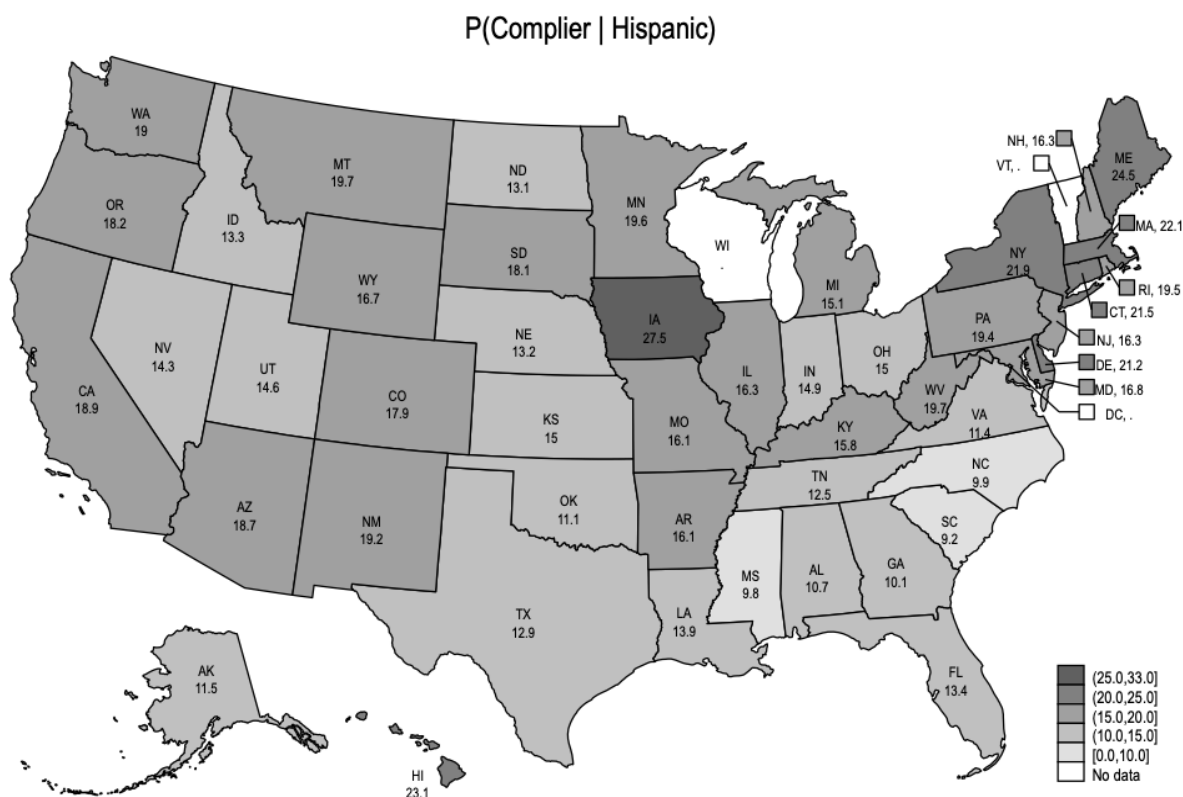 P(Complier | Hispanic)
WA
19
OR
18.2
CA
18.9
ID
13.3
NV
14.3
MT
19.7
WY
16.7
UT
14.6
AZ
18.7
CO
17.9
NM
19.2
ND
13.1
SD
18.1
NE
13.2
KS
15
OK
11.1
TX
12.9
MN
19.6
IA
27.5
MO
16.1
AR
16.1
LA
13.9
WI
.
IL
16.3
MI
15.1
IN
14.9
OH
15
KY
15.8
TN
12.5
MS
9.8
AL
10.7
GA
10.1
FL
13.4
SC
9.2
NC
9.9
VA
11.4
WV
19.7
PA
19.4
NY
21.9
ME
24.5
NH, 16.3
VT, .
MA, 22.1
RI, 19.5
CT, 21.5
NJ, 16.3
DE, 21.2
MD, 16.8
DC, .
AK
11.5
HI
23.1
(25.0,33.0]
(20.0,25.0]
(15.0,20.0]
(10.0,15.0]
[0.0,10.0]
No data